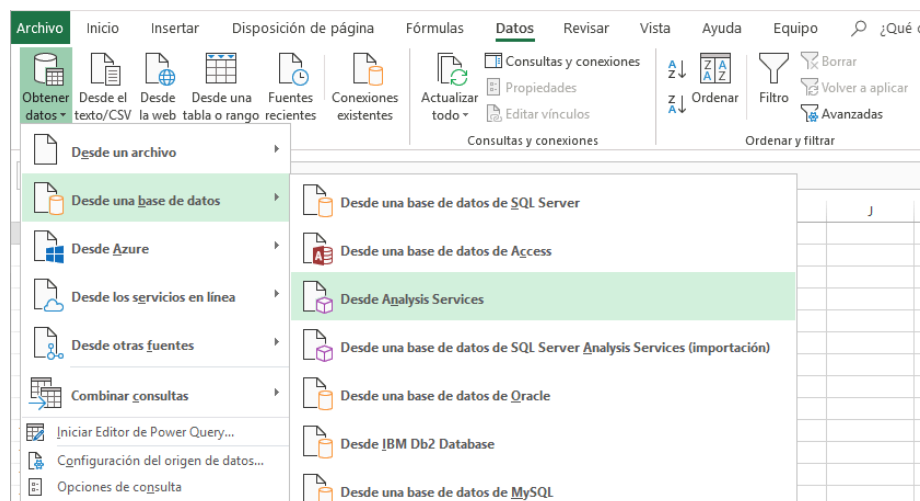 Archivo Inicio Insertar Disposición de página Fórmulas Datos Revisar Vista Ayuda Equipo ¿Qué
Obtener datos
Desde el texto/CSV
Desde la web
Desde una tabla o rango
Fuentes recientes
Conexiones existentes
Actualizar todo
Consultas y conexiones
Propiedades
Editar vínculos
Consultas y conexiones
Ordenar
Filtro
Borrar
Volver a aplicar
Avanzadas
Ordenar y filtrar
Desde un archivo
Desde una base de datos
Desde Azure
Desde los servicios en línea
Desde otras fuentes
Combinar consultas
Iniciar Editor de Power Query...
Configuración del origen de datos...
Opciones de consulta
Desde una base de datos de SQL Server
Desde una base de datos de Access
Desde Analysis Services
Desde una base de datos de SQL Server Analysis Services (importación)
Desde una base de datos de Oracle
Desde IBM Db2 Database
Desde una base de datos de MySQL
J